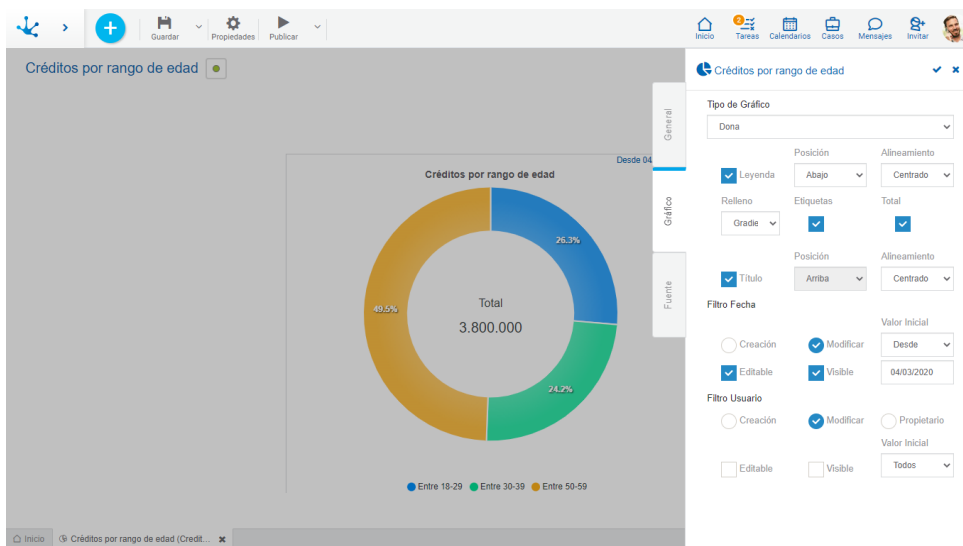 Guardar
Propiedades
Publicar
Inicio
2
Tareas
Calendarios
Casos
Mensajes
Invitar
Créditos por rango de edad
Desde 04
Créditos por rango de edad
26.3%
49.5%
24.2%
Total
3.800.000
Entre 18-29 Entre 30-39 Entre 50-59
General
Gráfico
Fuente
Créditos por rango de edad
Tipo de Gráfico
Dona
Posición Alineamiento
Leyenda Abajo Centrado
Relleno Etiquetas Total
Gradie
Posición Alineamiento
Título Arriba Centrado
Filtro Fecha
Valor Inicial
Creación Modificar Desde
Editable Visible 04/03/2020
Filtro Usuario
Creación Modificar Propietario
Valor Inicial
Editable Visible Todos
Inicio Créditos por rango de edad (Credit...